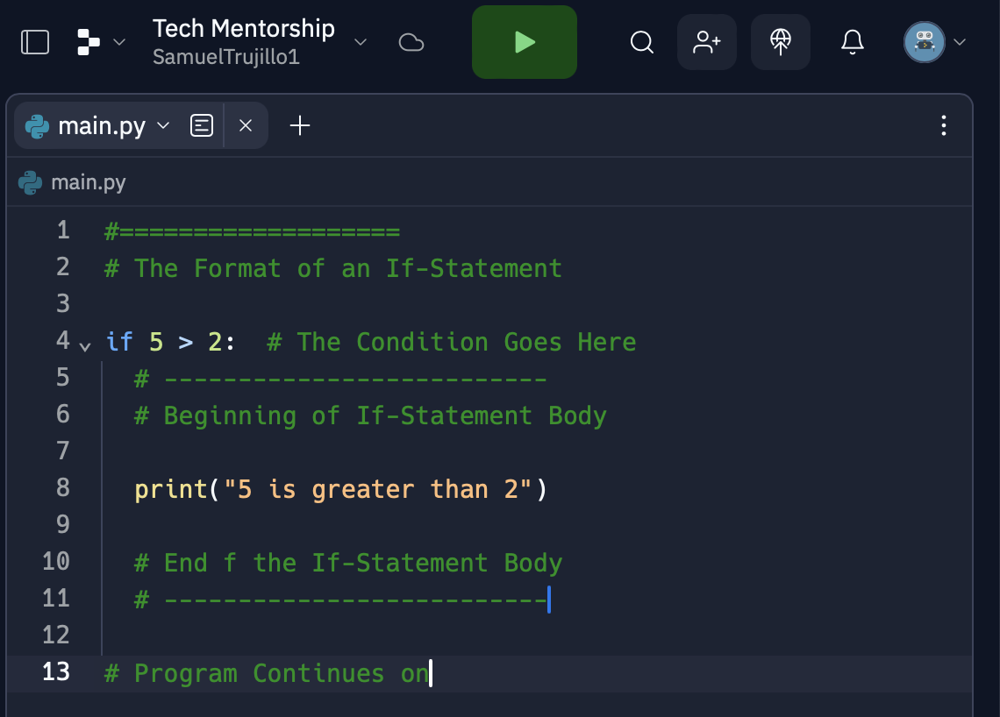 Tech Mentorship
SamuelTrujillo1
main.py
main.py
1 #===================
2 # The Format of an If-Statement
3
4 if 5 > 2:  # The Condition Goes Here
5   # --------------------------
6   # Beginning of If-Statement Body
7
8   print("5 is greater than 2")
9
10   # End f the If-Statement Body
11   # --------------------------
12
13 # Program Continues on